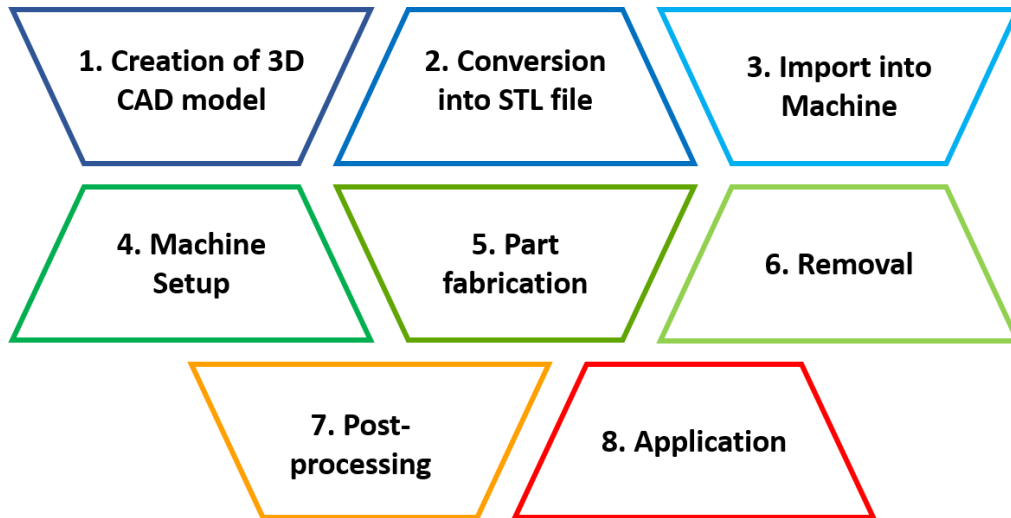 1. Creation of 3D
CAD model
2. Conversion
into STL file
3. Import into
Machine
4. Machine
Setup
5. Part
fabrication
6. Removal
7. Post-
processing
8. Application